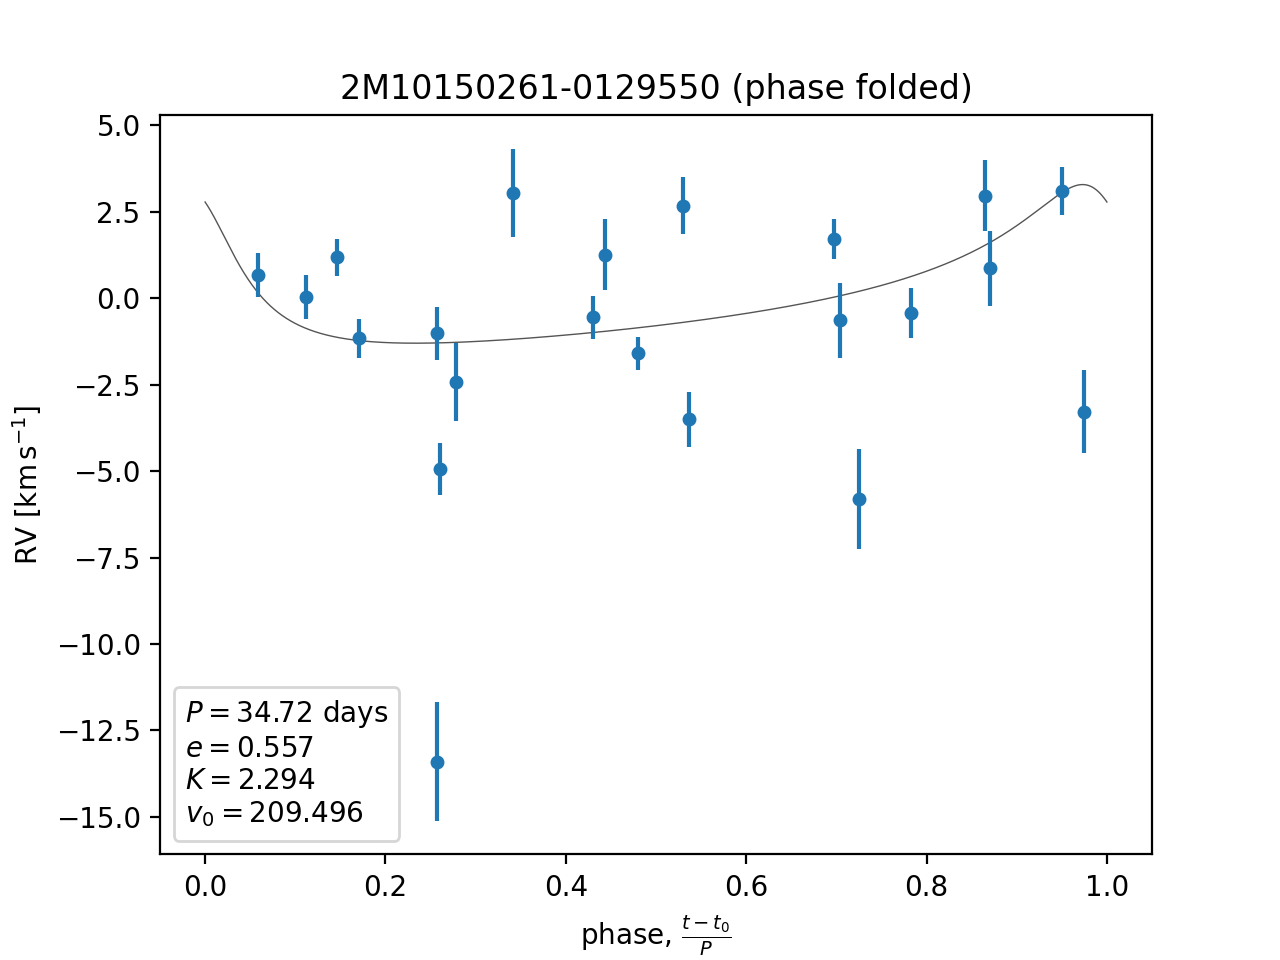 2M10150261-0129550 (phase folded)
5.0
2.5
0.0
−2.5
−5.0
−7.5
−10.0
−12.5
−15.0
RV [km s⁻¹]
P = 34.72 days
e = 0.557
K = 2.294
v₀ = 209.496
0.0 0.2 0.4 0.6 0.8 1.0
phase, (t − t₀)/P